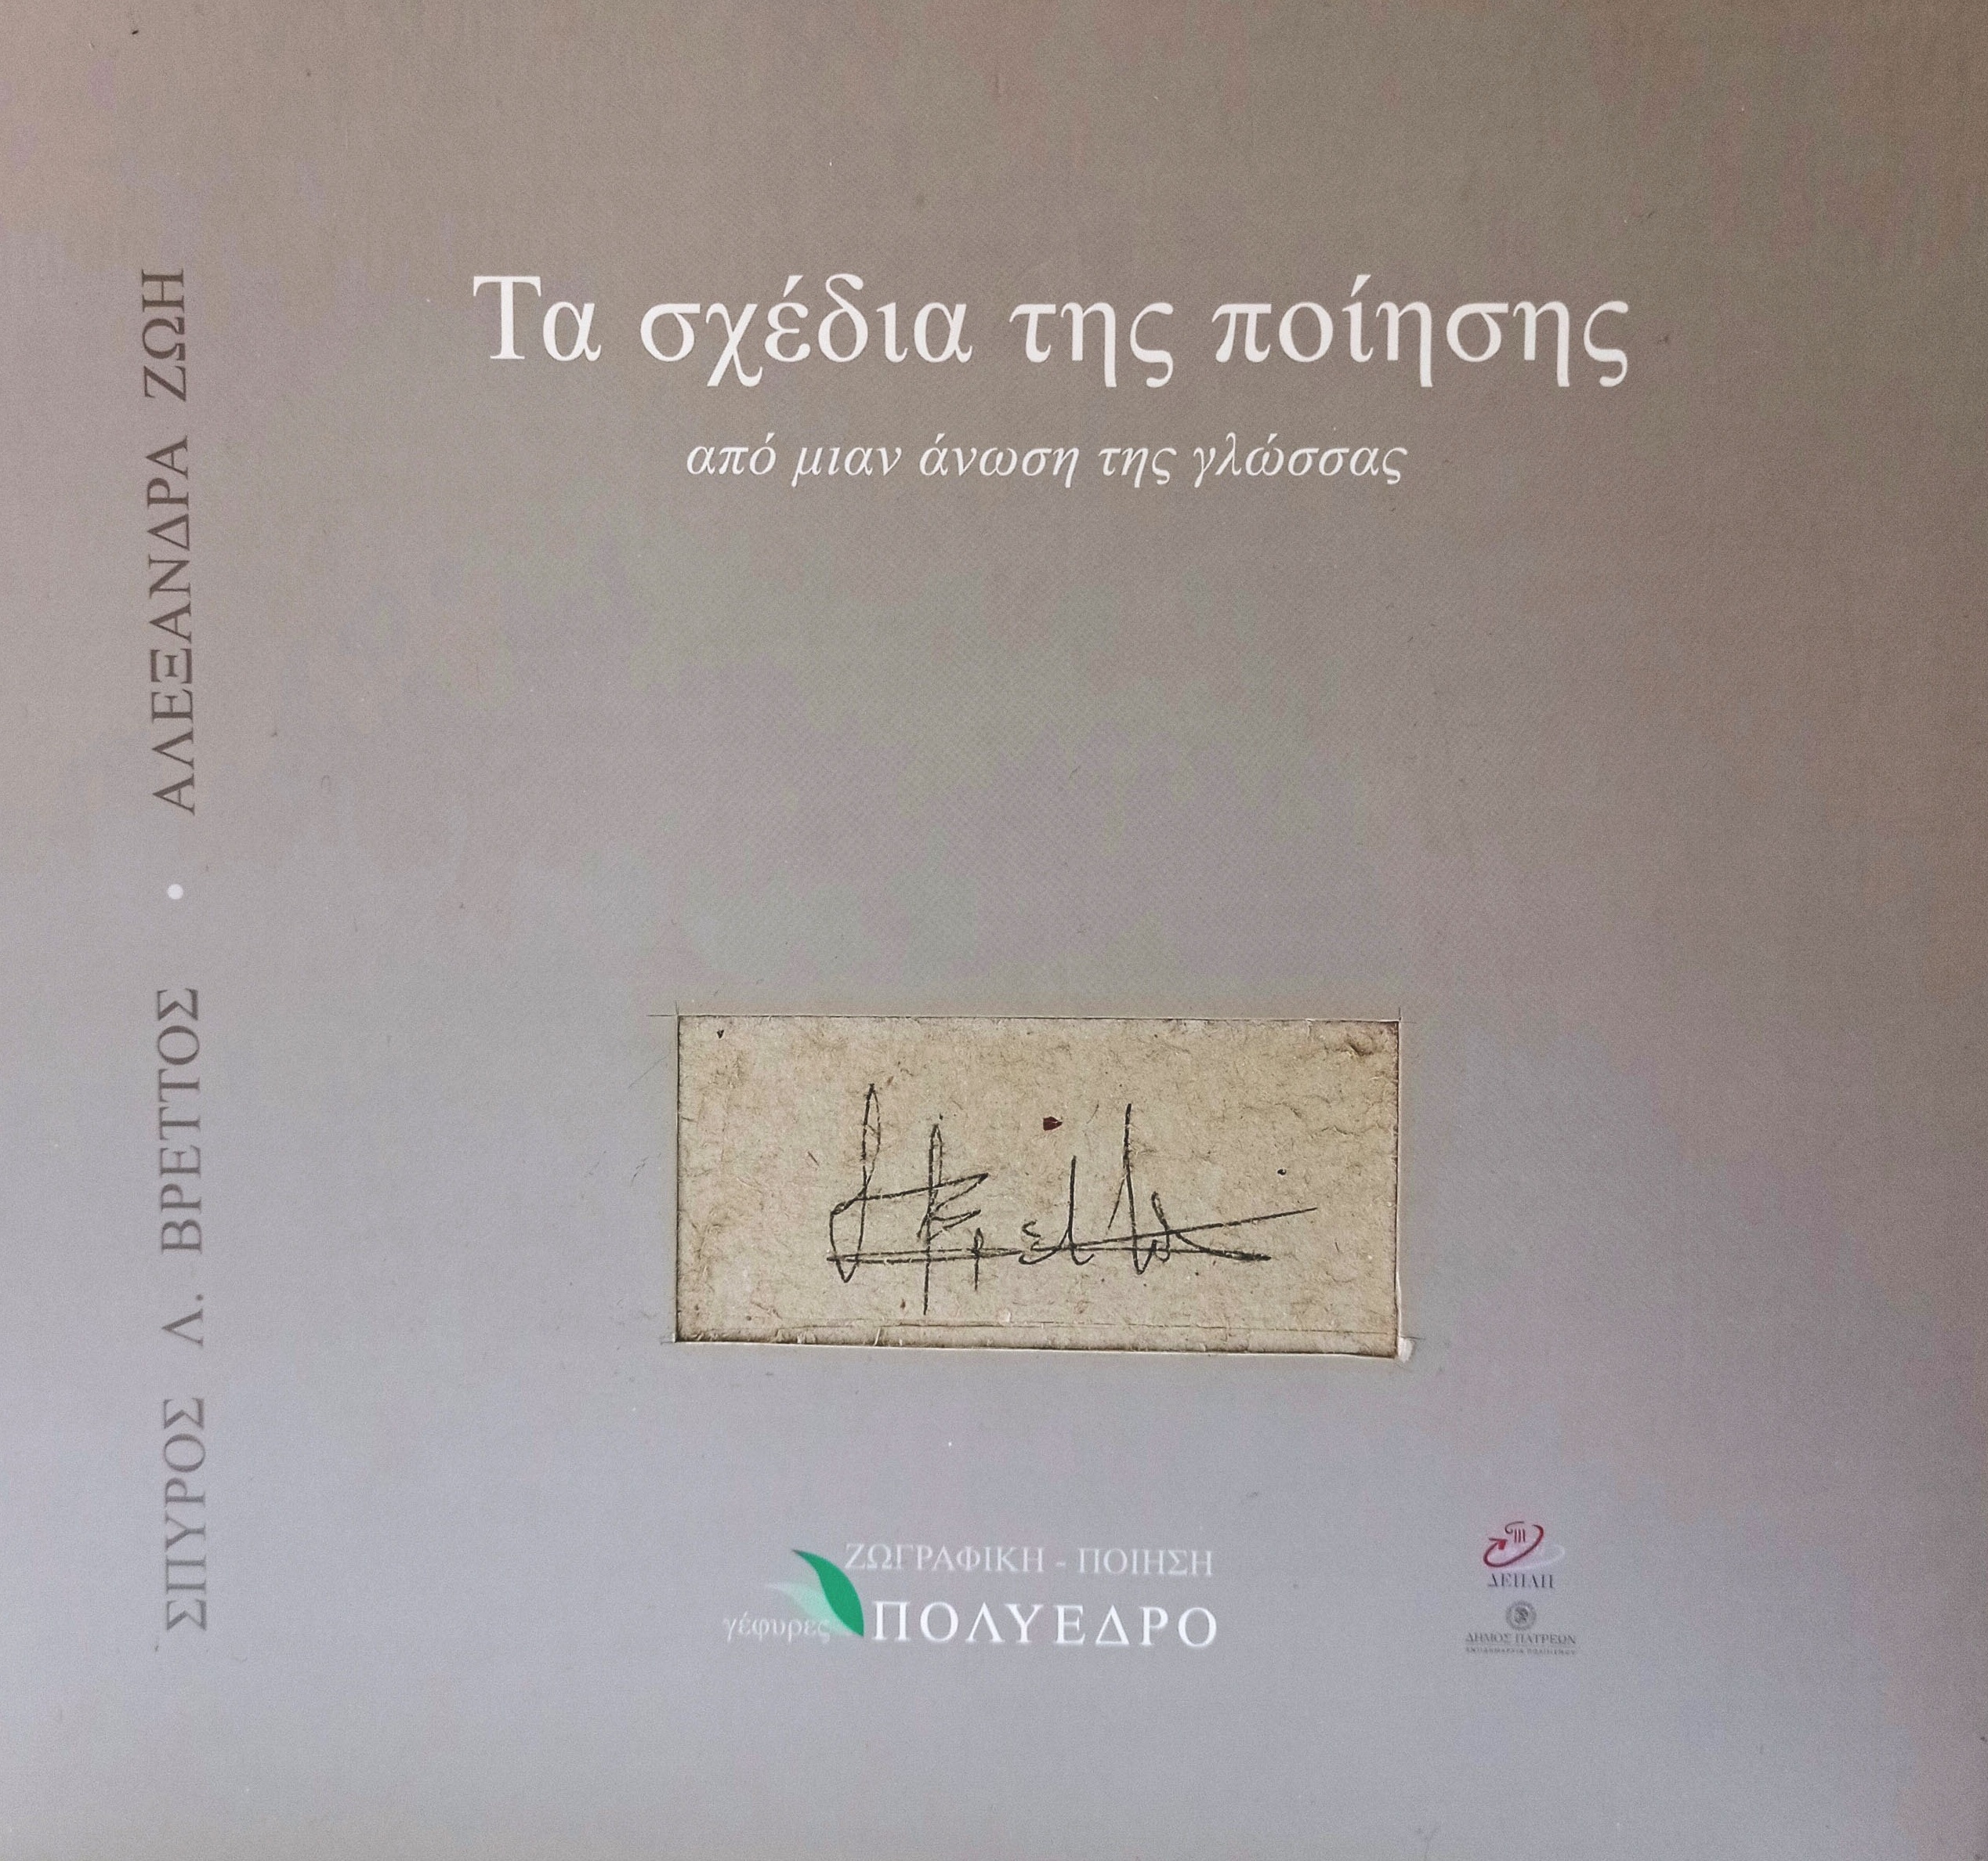 Τα σχέδια της ποίησης
από μιαν άνωση της γλώσσας
ΣΠΥΡΟΣ Λ. ΒΡΕΤΤΟΣ • ΑΛΕΞΑΝΔΡΑ ΖΩΗ
ΖΩΓΡΑΦΙΚΗ - ΠΟΙΗΣΗ
γέφυρες ΠΟΛΥΕΔΡΟ
ΔΕΠΑΠ
ΔΗΜΟΣ ΠΑΤΡΕΩΝ